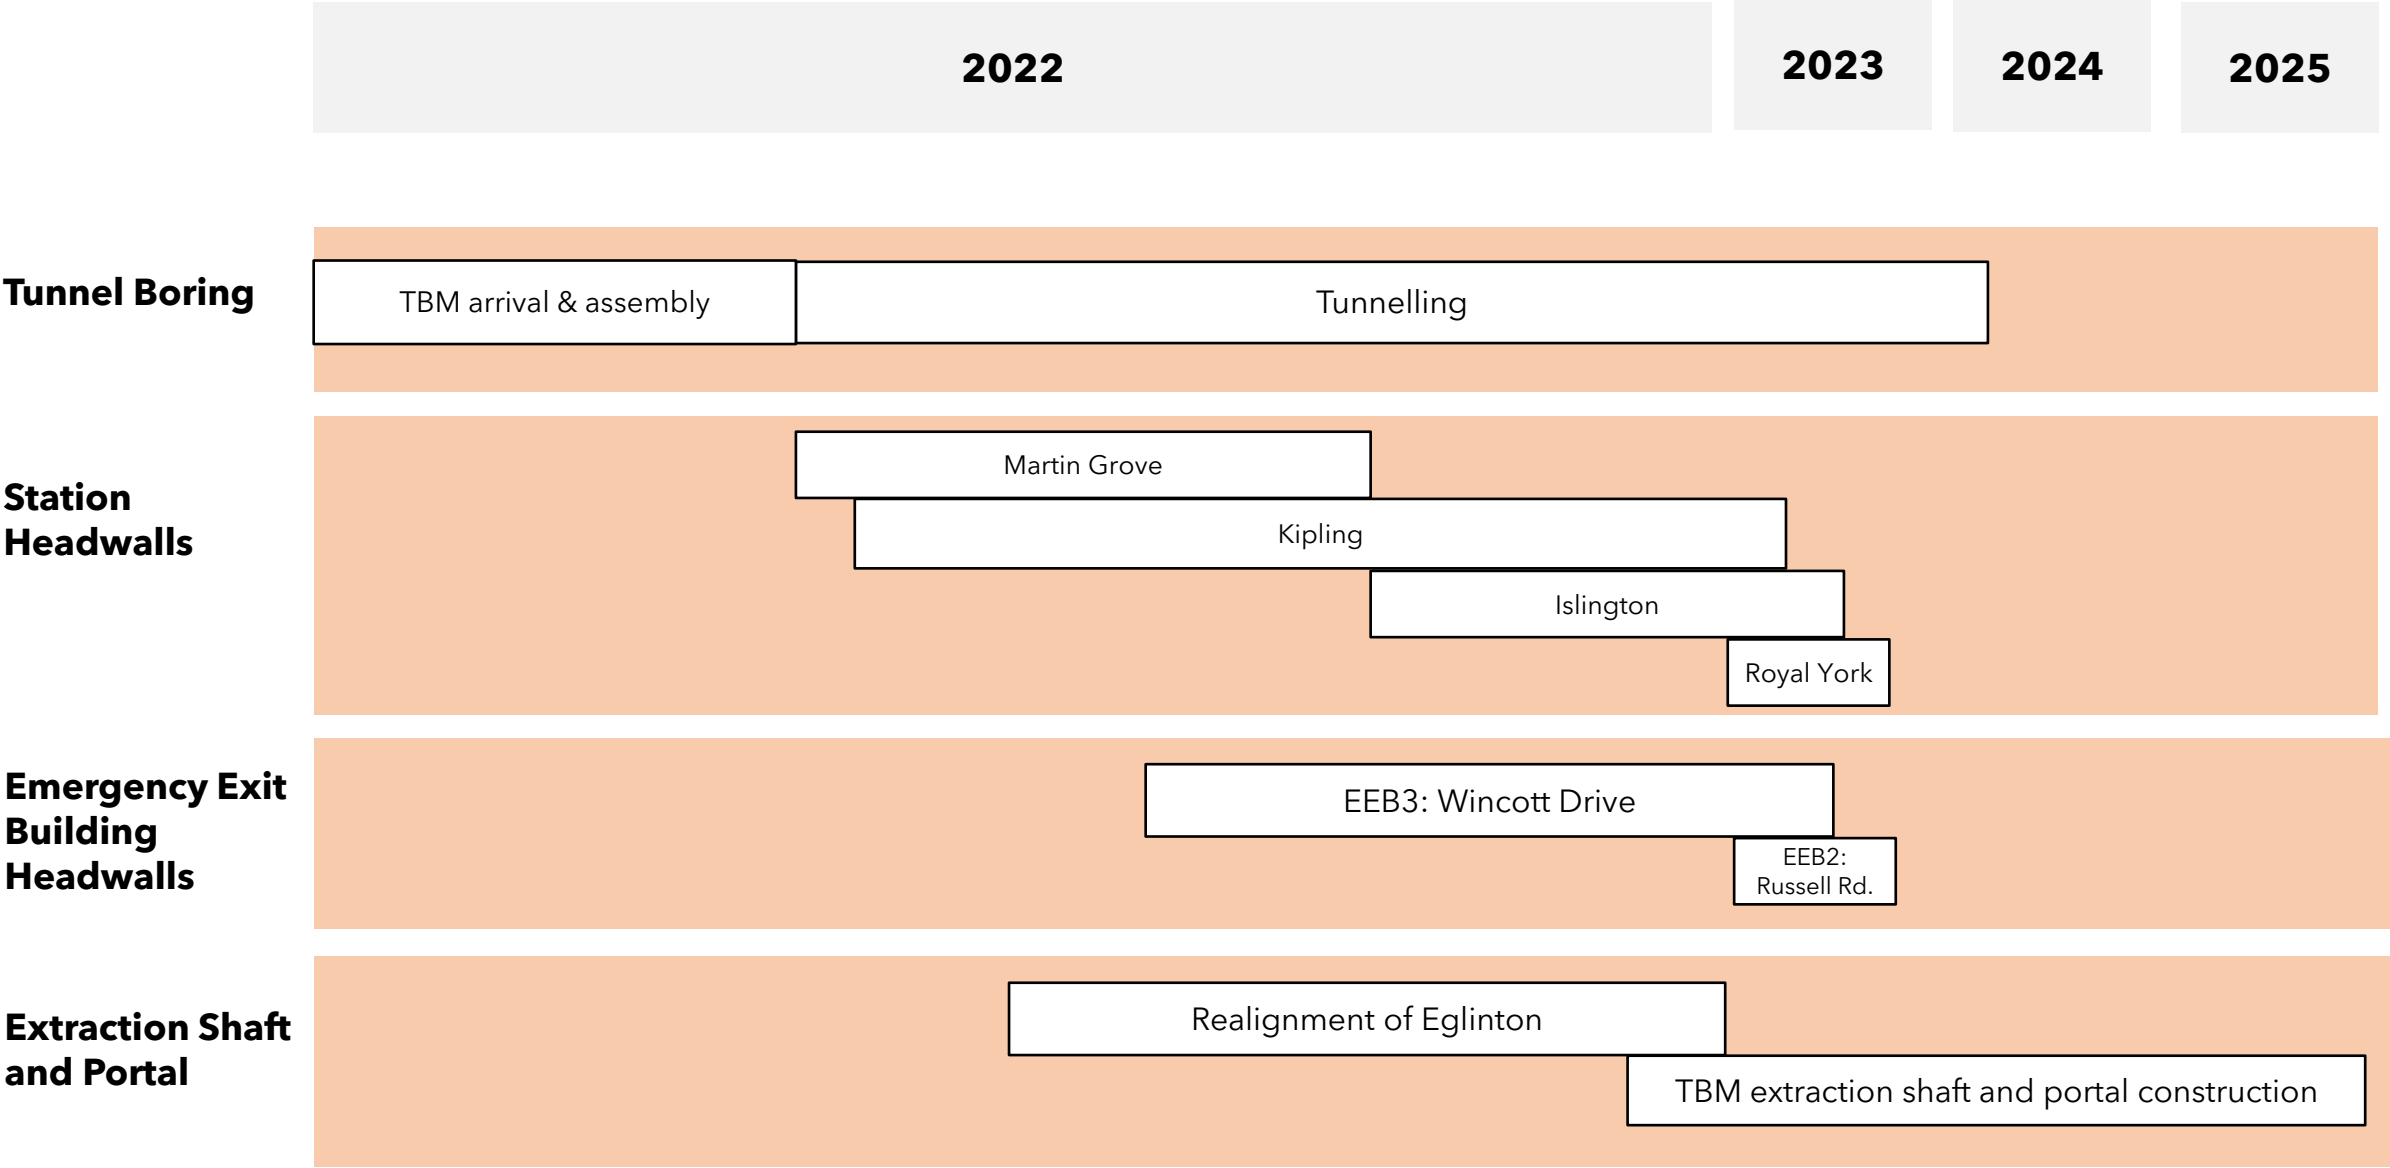 2022
2023
2024
2025
Tunnel Boring
TBM arrival & assembly
Tunnelling
Station
Headwalls
Martin Grove
Kipling
Islington
Royal York
Emergency Exit
Building
Headwalls
EEB3: Wincott Drive
EEB2:
Russell Rd.
Extraction Shaft
and Portal
Realignment of Eglinton
TBM extraction shaft and portal construction